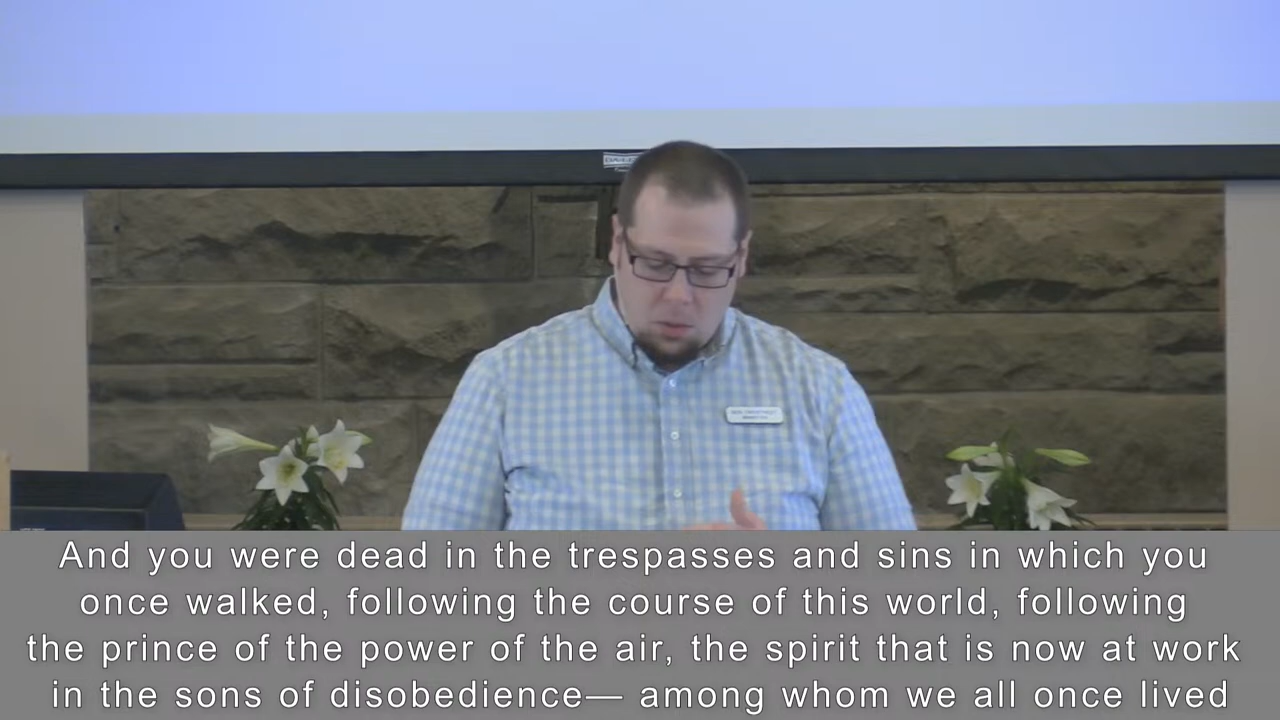 And you were dead in the trespasses and sins in which you
once walked, following the course of this world, following
the prince of the power of the air, the spirit that is now at work
in the sons of disobedience— among whom we all once lived